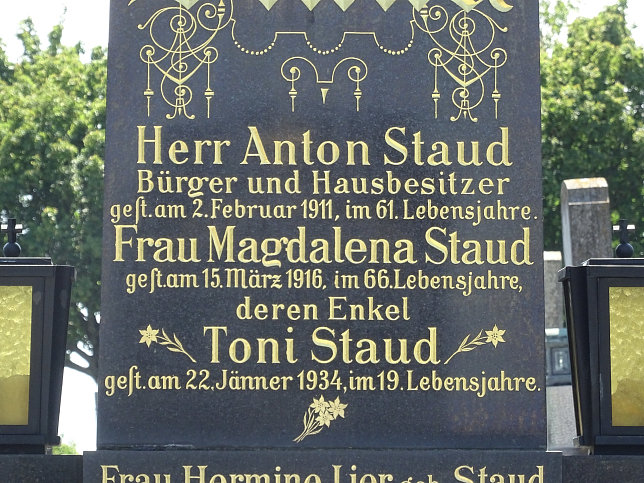 Herr Anton Staud
Bürger und Hausbesitzer
gest. am 2. Februar 1911, im 61. Lebensjahre.
Frau Magdalena Staud
gest. am 15. März 1916, im 66. Lebensjahre,
deren Enkel
Toni Staud
gest. am 22. Jänner 1934, im 19. Lebensjahre.
Frau Hermine Lior geb. Staud